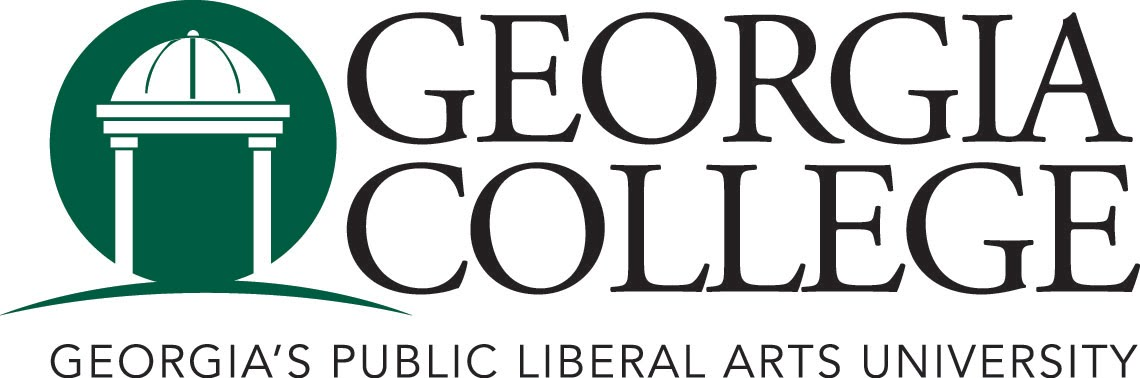 GEORGIA
COLLEGE
GEORGIA‘S PUBLIC LIBERAL ARTS UNIVERSITY